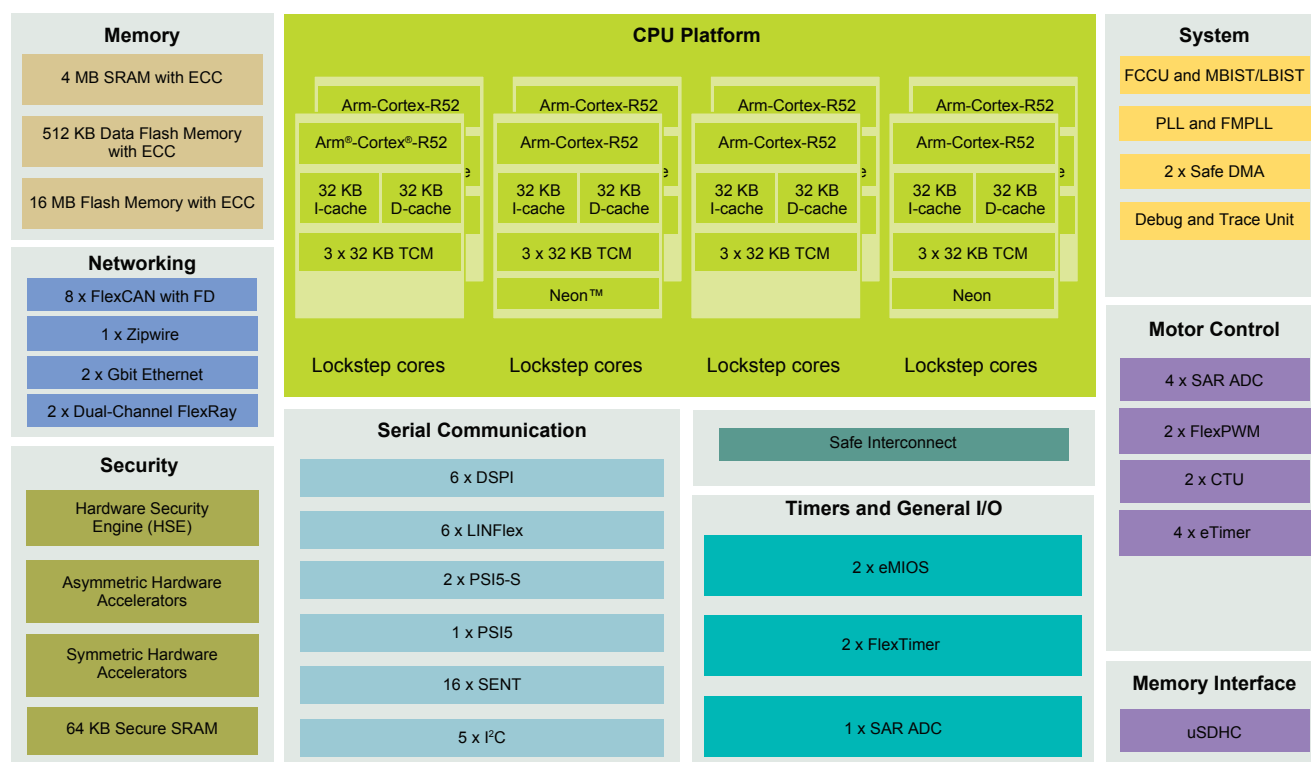 Memory
4 MB SRAM with ECC
512 KB Data Flash Memory
with ECC
16 MB Flash Memory with ECC
Networking
8 x FlexCAN with FD
1 x Zipwire
2 x Gbit Ethernet
2 x Dual-Channel FlexRay
Security
Hardware Security
Engine (HSE)
Asymmetric Hardware
Accelerators
Symmetric Hardware
Accelerators
64 KB Secure SRAM
CPU Platform
Arm-Cortex-R52
Arm®-Cortex®-R52
e
32 KB
I-cache
32 KB
D-cache
3 x 32 KB TCM
Lockstep cores
Arm-Cortex-R52
Arm-Cortex-R52
e
32 KB
I-cache
32 KB
D-cache
3 x 32 KB TCM
Neon™
Lockstep cores
Arm-Cortex-R52
Arm-Cortex-R52
e
32 KB
I-cache
32 KB
D-cache
3 x 32 KB TCM
Lockstep cores
Arm-Cortex-R52
Arm-Cortex-R52
e
32 KB
I-cache
32 KB
D-cache
3 x 32 KB TCM
Neon
Lockstep cores
Serial Communication
6 x DSPI
6 x LINFlex
2 x PSI5-S
1 x PSI5
16 x SENT
5 x I²C
Safe Interconnect
Timers and General I/O
2 x eMIOS
2 x FlexTimer
1 x SAR ADC
System
FCCU and MBIST/LBIST
PLL and FMPLL
2 x Safe DMA
Debug and Trace Unit
Motor Control
4 x SAR ADC
2 x FlexPWM
2 x CTU
4 x eTimer
Memory Interface
uSDHC